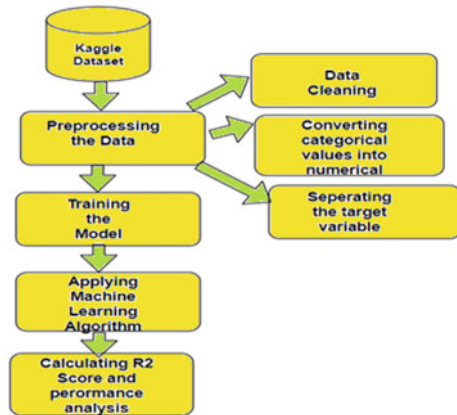 Kaggle
Dataset
Preprocessing
the Data
Data
Cleaning
Converting
categorical
values into
numerical
Seperating
the target
variable
Training
the
Model
Applying
Machine
Learning
Algorithm
Calculating R2
Score and
perormance
analysis